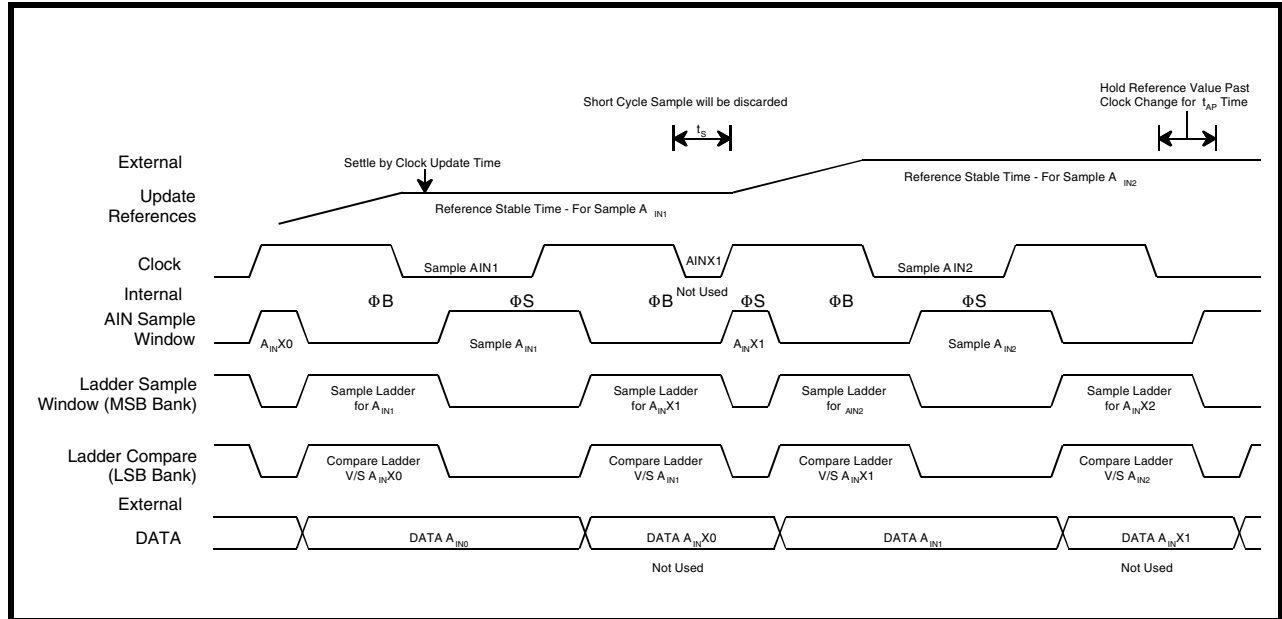 Hold Reference Value Past
Clock Change for tAP Time
Short Cycle Sample will be discarded
tS
External
Settle by Clock Update Time
Reference Stable Time - For Sample A IN2
Update
References
Reference Stable Time - For Sample A IN1
Clock
Sample AIN1
AINX1
Sample AIN2
Internal
Not Used
ΦB
ΦS
ΦB
ΦS
ΦB
ΦS
AIN Sample
Window
AINX0
Sample AIN1
AINX1
Sample AIN2
Ladder Sample
Window (MSB Bank)
Sample Ladder
for AIN1
Sample Ladder
for AINX1
Sample Ladder
for AIN2
Sample Ladder
for AINX2
Ladder Compare
(LSB Bank)
Compare Ladder
V/S AINX0
Compare Ladder
V/S AIN1
Compare Ladder
V/S AINX1
Compare Ladder
V/S AIN2
External
DATA
DATA AIN0
DATA AINX0
DATA AIN1
DATA AINX1
Not Used
Not Used